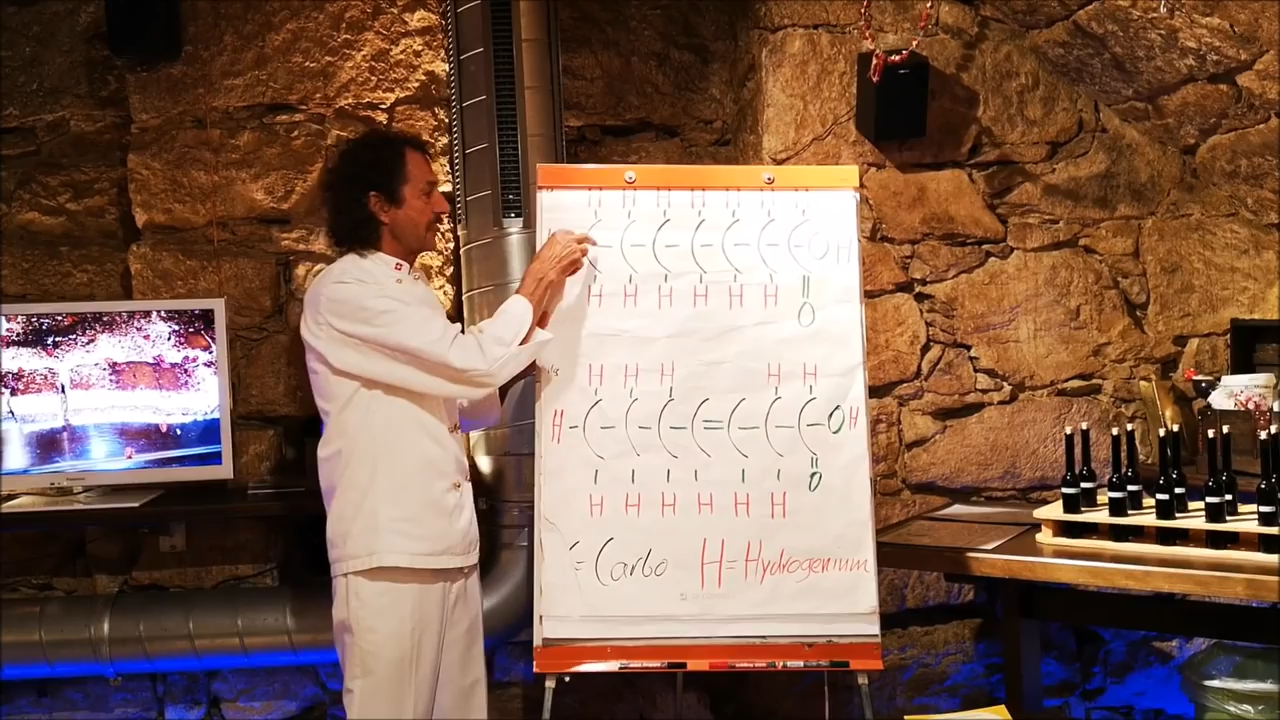 H H H H H H
C - C - C - C - C - C - C O H
H H H H H H
O
H H H H H
H - C - C - C - C = C - C - C - O H
H H H H H H O
= Carbo H = Hydrogenium